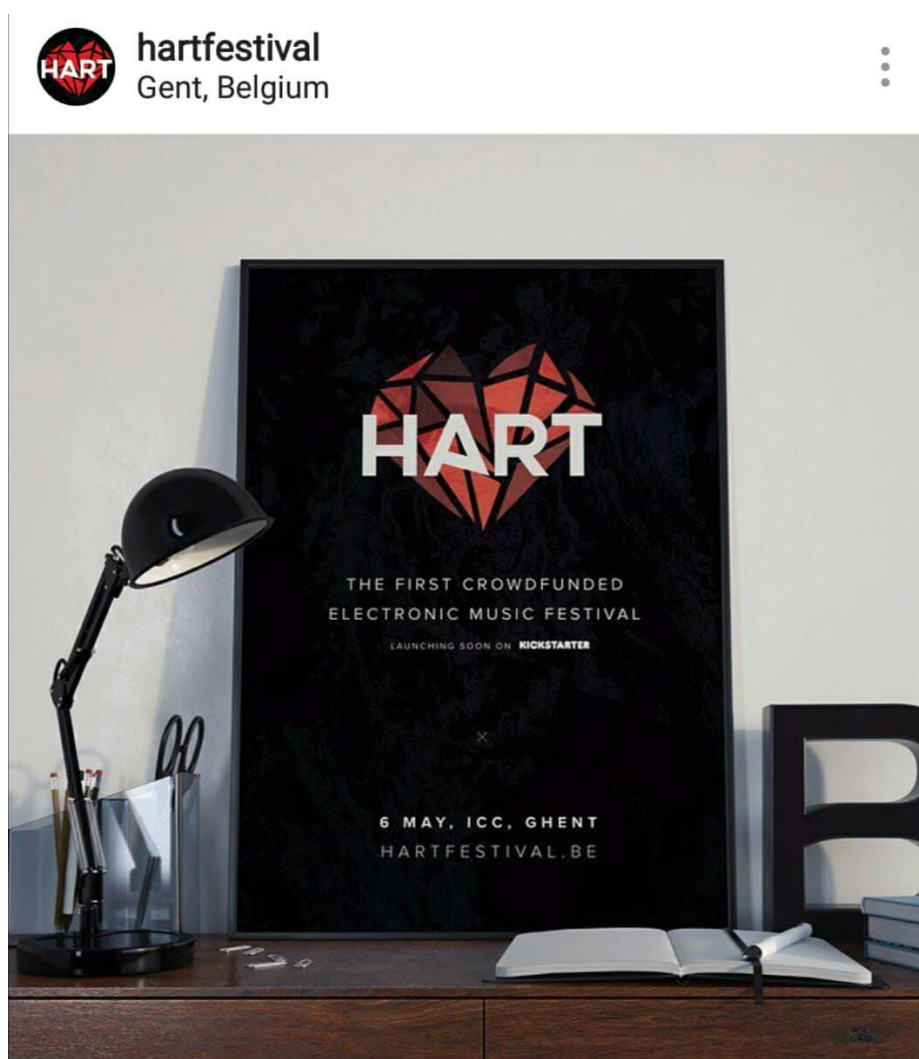 HART
hartfestival
Gent, Belgium
HART
THE FIRST CROWDFUNDED
ELECTRONIC MUSIC FESTIVAL
LAUNCHING SOON ON KICKSTARTER
6 MAY, ICC, GHENT
HARTFESTIVAL.BE
B